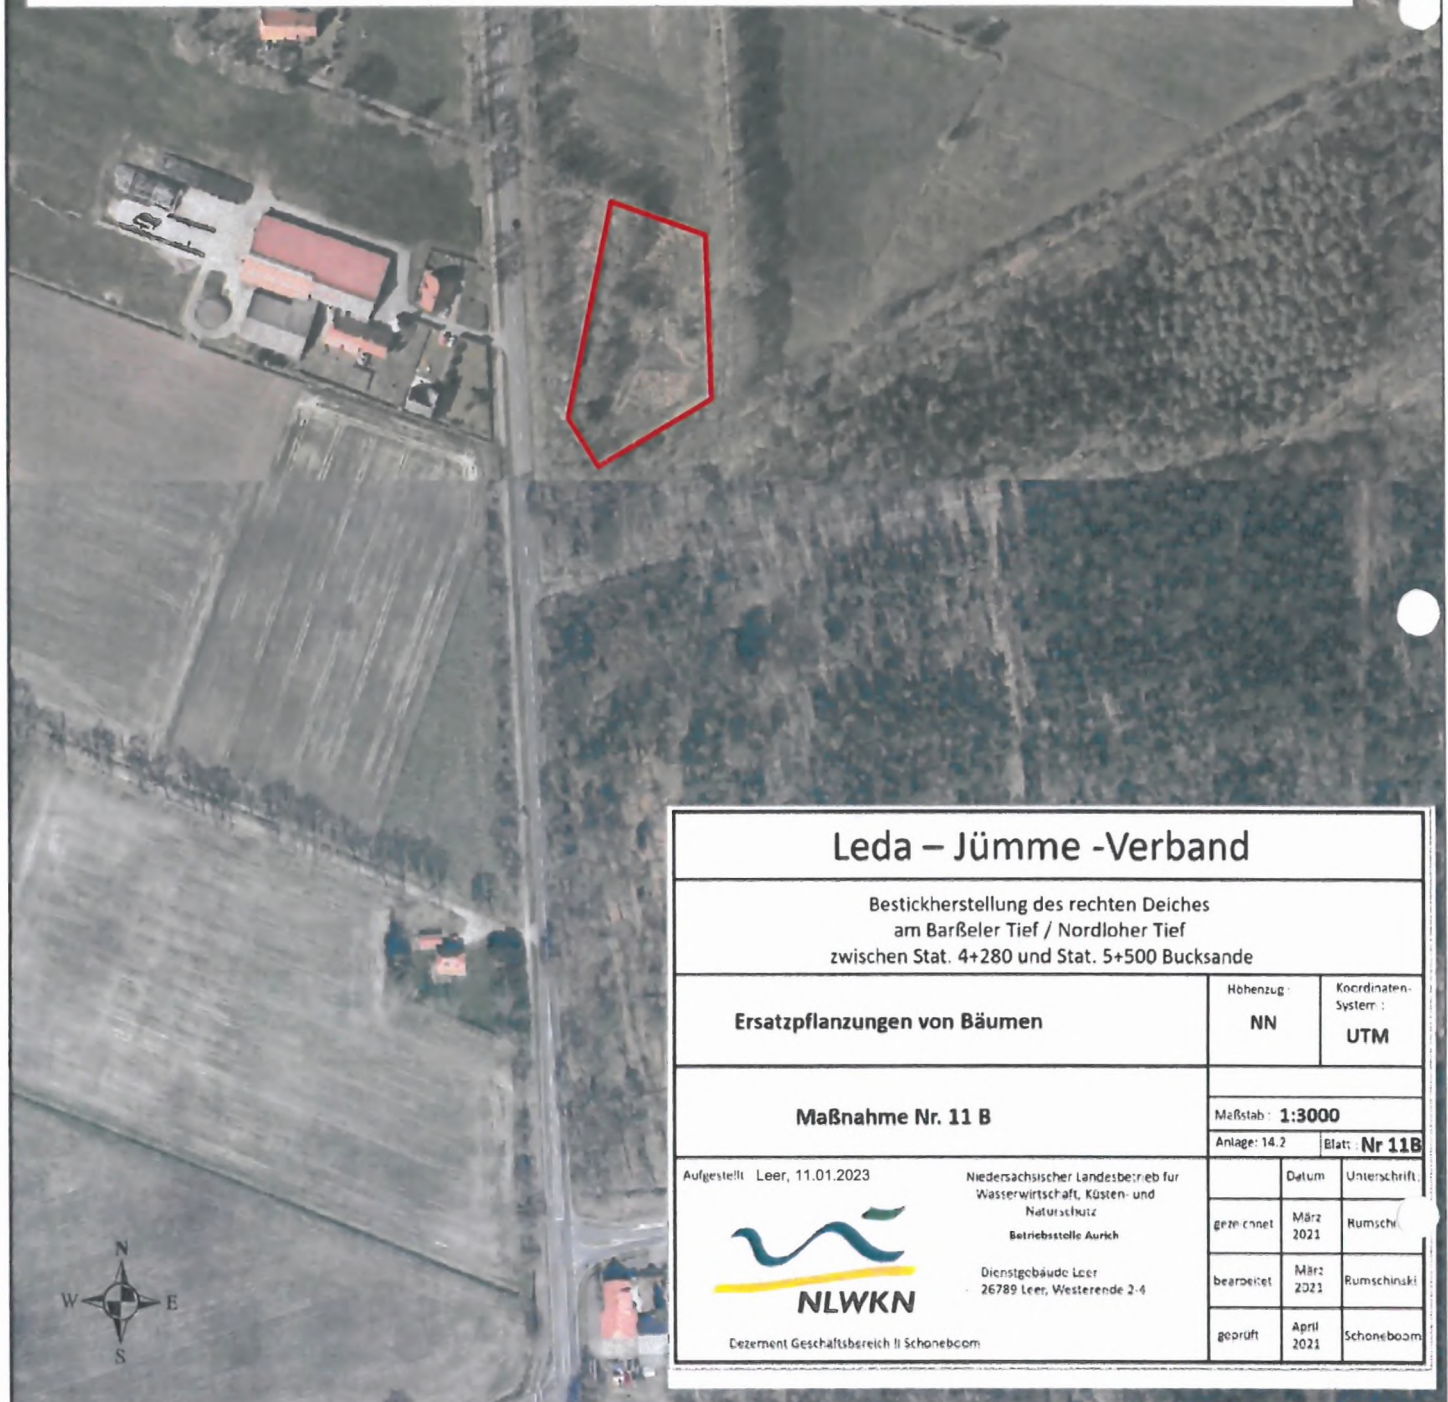 Leda – Jümme -Verband
Bestickherstellung des rechten Deiches
am Barßeler Tief / Nordloher Tief
zwischen Stat. 4+280 und Stat. 5+500 Bucksande
Ersatzpflanzungen von Bäumen
Höhenzug :
NN
Koordinaten-
System :
UTM
Maßnahme Nr. 11 B
Maßstab : 1:3000
Anlage: 14.2
Blatt : Nr 11B
Aufgestellt Leer, 11.01.2023
Niedersächsischer Landesbetrieb für
Wasserwirtschaft, Küsten- und
Naturschutz
Betriebsstelle Aurich
Dienstgebäude Leer
26789 Leer, Westerende 2-4
NLWKN
Dezernent Geschäftsbereich II Schoneboom
Datum
Unterschrift:
gezeichnet
März
2021
bearbeitet
März
2021
Rumschinski
geprüft
April
2021
Schoneboom
N
W
E
S